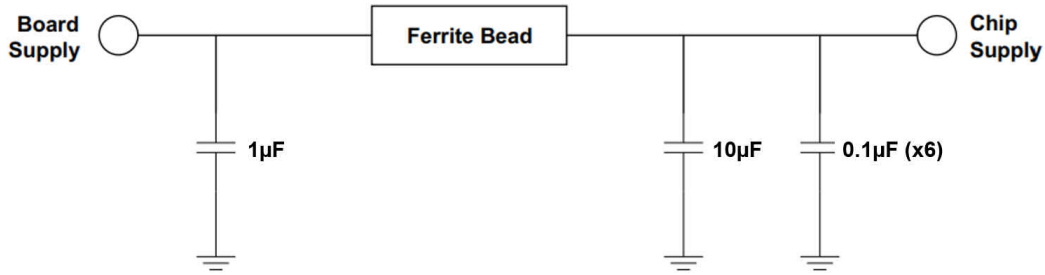 Board
Supply
Ferrite Bead
Chip
Supply
1µF
10µF
0.1µF (x6)